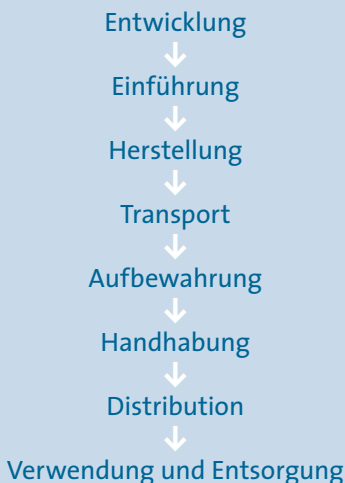 Entwicklung
Einführung
Herstellung
Transport
Aufbewahrung
Handhabung
Distribution
Verwendung und Entsorgung